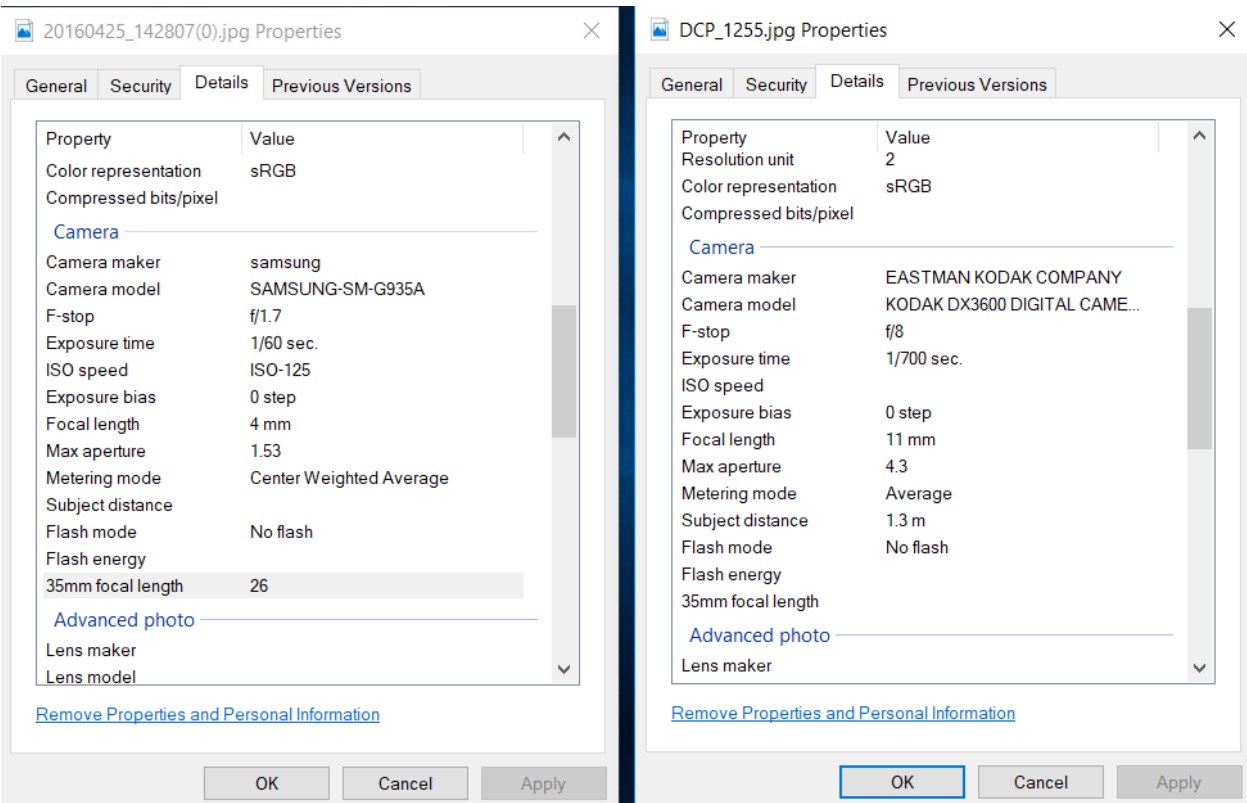 20160425_142807(0).jpg Properties
General Security Details Previous Versions
Property Value
Color representation sRGB
Compressed bits/pixel
Camera
Camera maker samsung
Camera model SAMSUNG-SM-G935A
F-stop f/1.7
Exposure time 1/60 sec.
ISO speed ISO-125
Exposure bias 0 step
Focal length 4 mm
Max aperture 1.53
Metering mode Center Weighted Average
Subject distance
Flash mode No flash
Flash energy
35mm focal length 26
Advanced photo
Lens maker
Lens model
Remove Properties and Personal Information
OK Cancel Apply
DCP_1255.jpg Properties
General Security Details Previous Versions
Property Value
Resolution unit 2
Color representation sRGB
Compressed bits/pixel
Camera
Camera maker EASTMAN KODAK COMPANY
Camera model KODAK DX3600 DIGITAL CAME...
F-stop f/8
Exposure time 1/700 sec.
ISO speed
Exposure bias 0 step
Focal length 11 mm
Max aperture 4.3
Metering mode Average
Subject distance 1.3 m
Flash mode No flash
Flash energy
35mm focal length
Advanced photo
Lens maker
Remove Properties and Personal Information
OK Cancel Apply